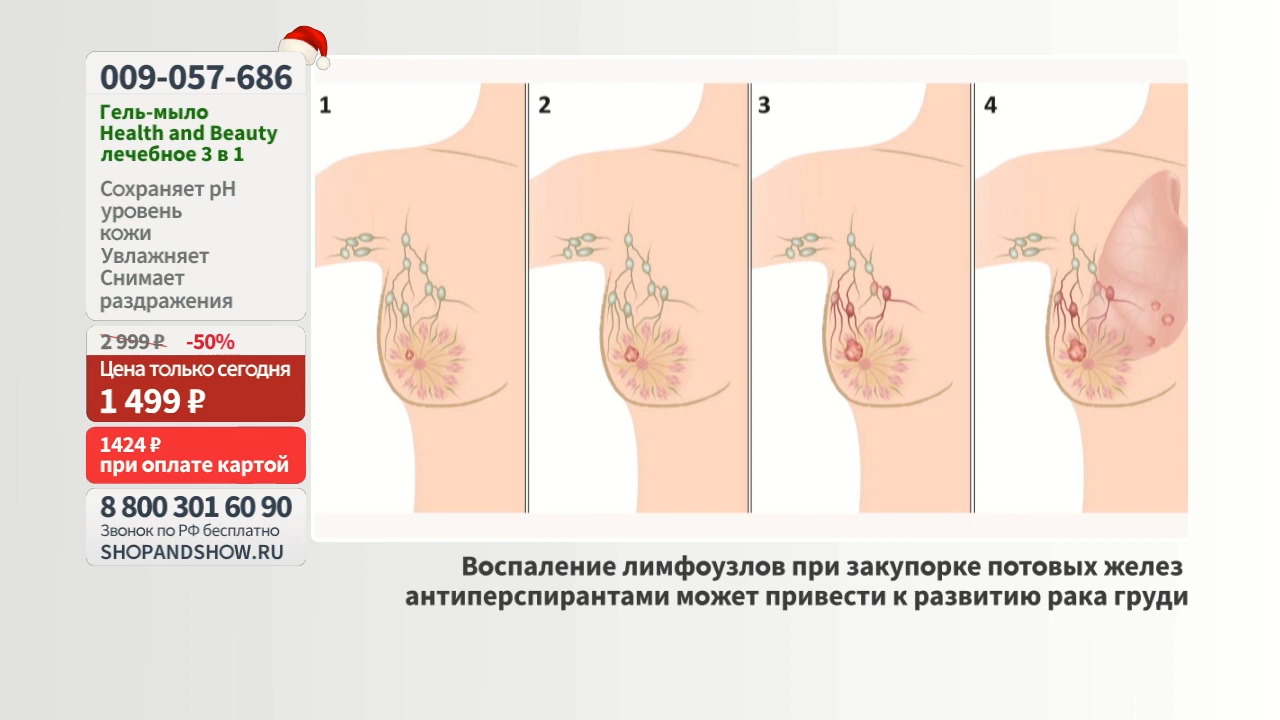 009-057-686
Гель-мыло
Health and Beauty
лечебное 3 в 1
Сохраняет pH
уровень
кожи
Увлажняет
Снимает
раздражения
2 999 ₽ -50%
Цена только сегодня
1 499 ₽
1424 ₽
при оплате картой
8 800 301 60 90
Звонок по РФ бесплатно
SHOPANDSHOW.RU
1 2 3 4
Воспаление лимфоузлов при закупорке потовых желез
антиперспирантами может привести к развитию рака груди